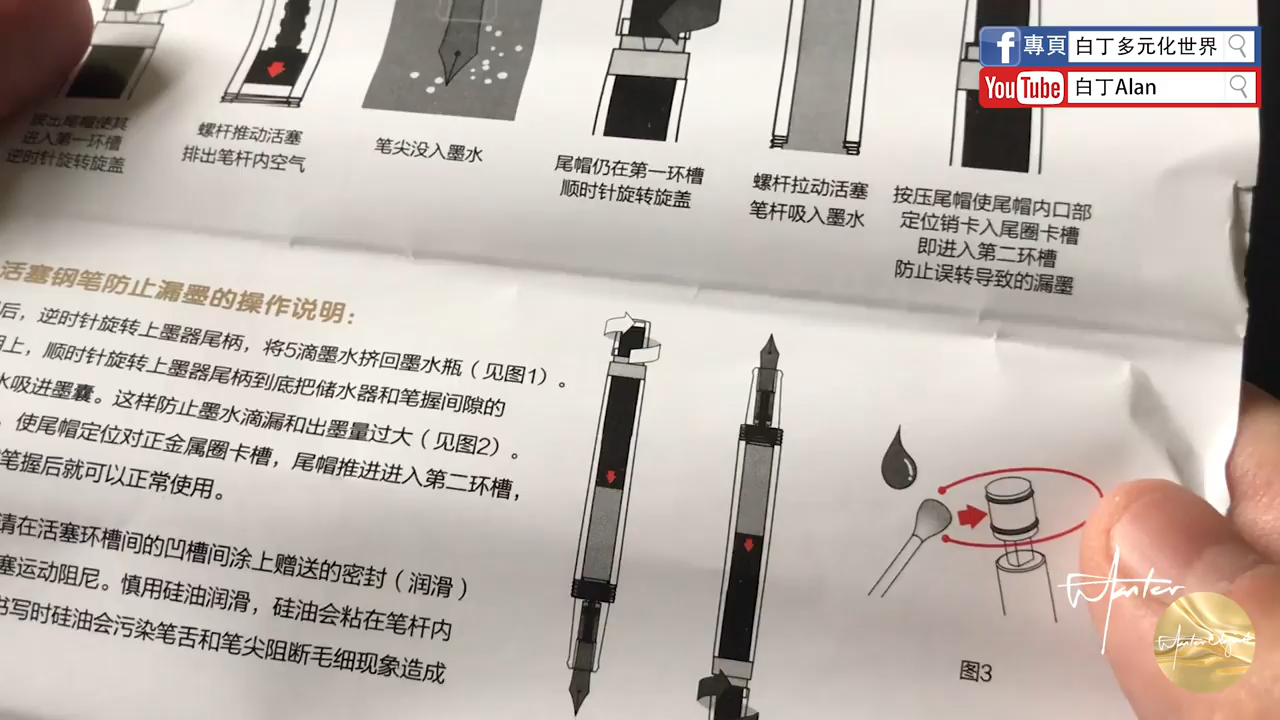 專頁 白丁多元化世界
YouTube 白丁Alan
拔出尾帽使其
进入第一环槽
逆时针旋转旋盖
螺杆推动活塞
排出笔杆内空气
笔尖没入墨水
尾帽仍在第一环槽
顺时针旋转旋盖
螺杆拉动活塞
笔杆吸入墨水
按压尾帽使尾帽内口部
定位销卡入尾圈卡槽
即进入第二环槽
防止误转导致的漏墨
活塞钢笔防止漏墨的操作说明：
后，逆时针旋转上墨器尾柄，将5滴墨水挤回墨水瓶（见图1）。
上，顺时针旋转上墨器尾柄到底把储水器和笔握间隙的
水吸进墨囊。这样防止墨水滴漏和出墨量过大（见图2）。
，使尾帽定位对正金属圈卡槽，尾帽推进进入第二环槽，
笔握后就可以正常使用。
请在活塞环槽间的凹槽间涂上赠送的密封（润滑）
塞运动阻尼。慎用硅油润滑，硅油会粘在笔杆内
书写时硅油会污染笔舌和笔尖阻断毛细现象造成
图3